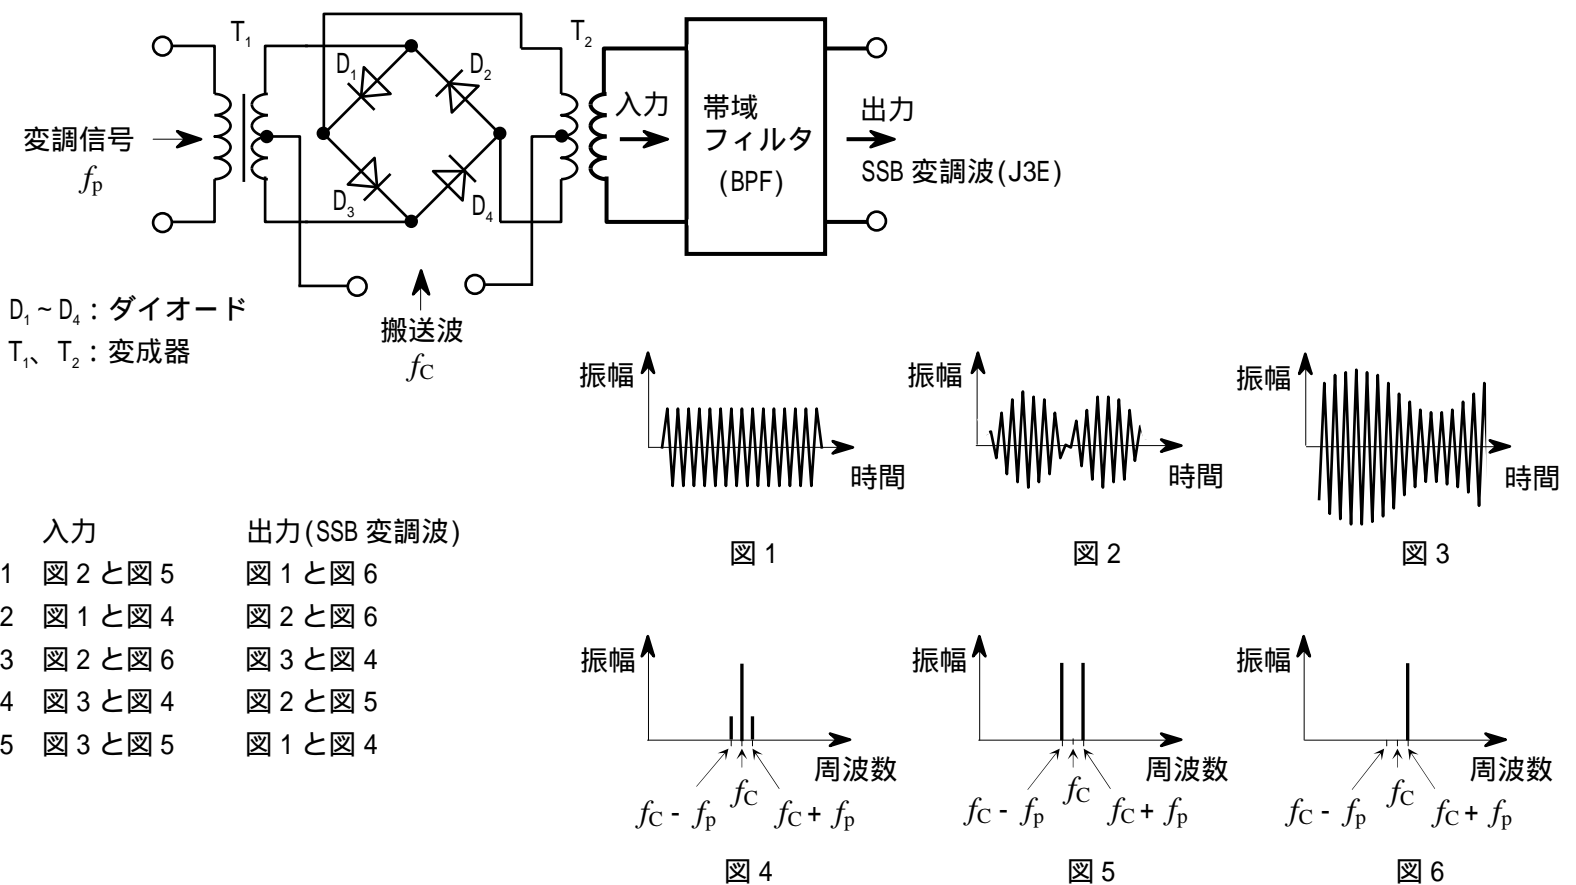 T₁
T₂
D₁
D₂
D₃
D₄
変調信号
fp
入力
帯域
フィルタ
(BPF)
出力
SSB 変調波(J3E)
搬送波
fC
D₁~D₄:ダイオード
T₁、T₂:変成器
入力 出力(SSB 変調波)
1 図2と図5 図1と図6
2 図1と図4 図2と図6
3 図2と図6 図3と図4
4 図3と図4 図2と図5
5 図3と図5 図1と図4
振幅
時間
図1
振幅
時間
図2
振幅
時間
図3
振幅
周波数
fC - fp fC fC + fp
図4
振幅
周波数
fC - fp fC fC + fp
図5
振幅
周波数
fC - fp fC fC + fp
図6